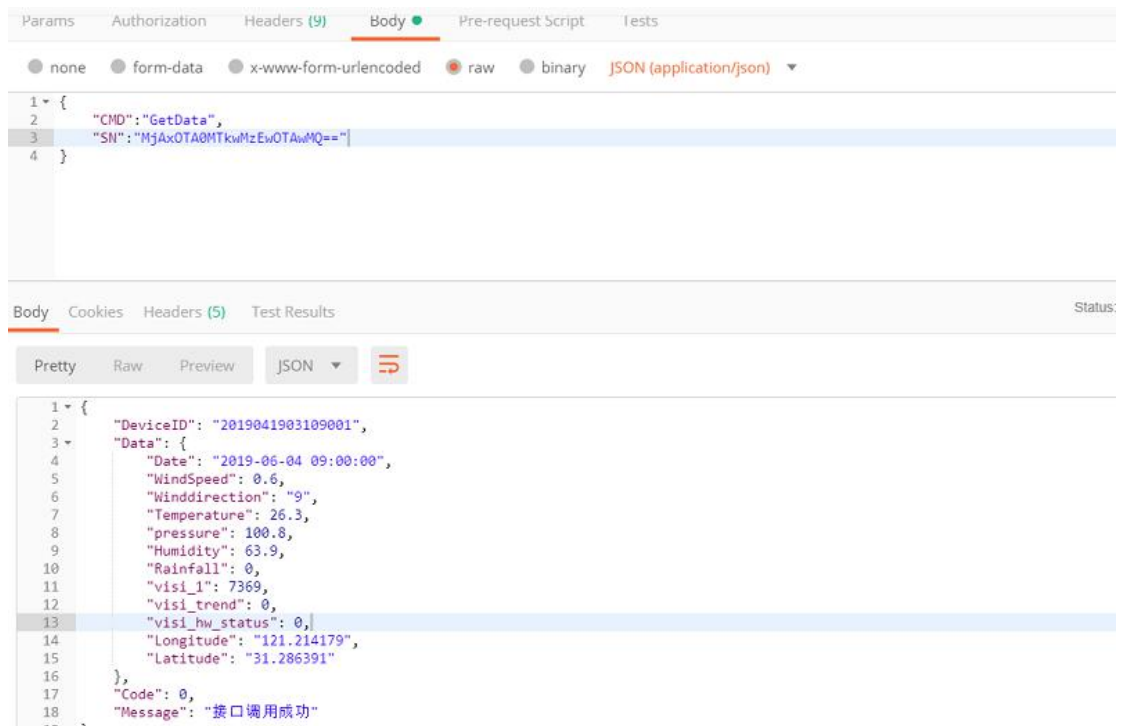 Params Authorization Headers (9) Body Pre-request Script Tests
none form-data x-www-form-urlencoded raw binary JSON (application/json)
1 {
2 "CMD":"GetData",
3 "SN":"MjAxOTA0MTkwMzEwOTAwMQ=="
4 }
Body Cookies Headers (5) Test Results Status:
Pretty Raw Preview JSON
1 {
2 "DeviceID": "2019041903109001",
3 "Data": {
4 "Date": "2019-06-04 09:00:00",
5 "WindSpeed": 0.6,
6 "Winddirection": "9",
7 "Temperature": 26.3,
8 "pressure": 100.8,
9 "Humidity": 63.9,
10 "Rainfall": 0,
11 "visi_1": 7369,
12 "visi_trend": 0,
13 "visi_hw_status": 0,
14 "Longitude": "121.214179",
15 "Latitude": "31.286391"
16 },
17 "Code": 0,
18 "Message": "接口调用成功"